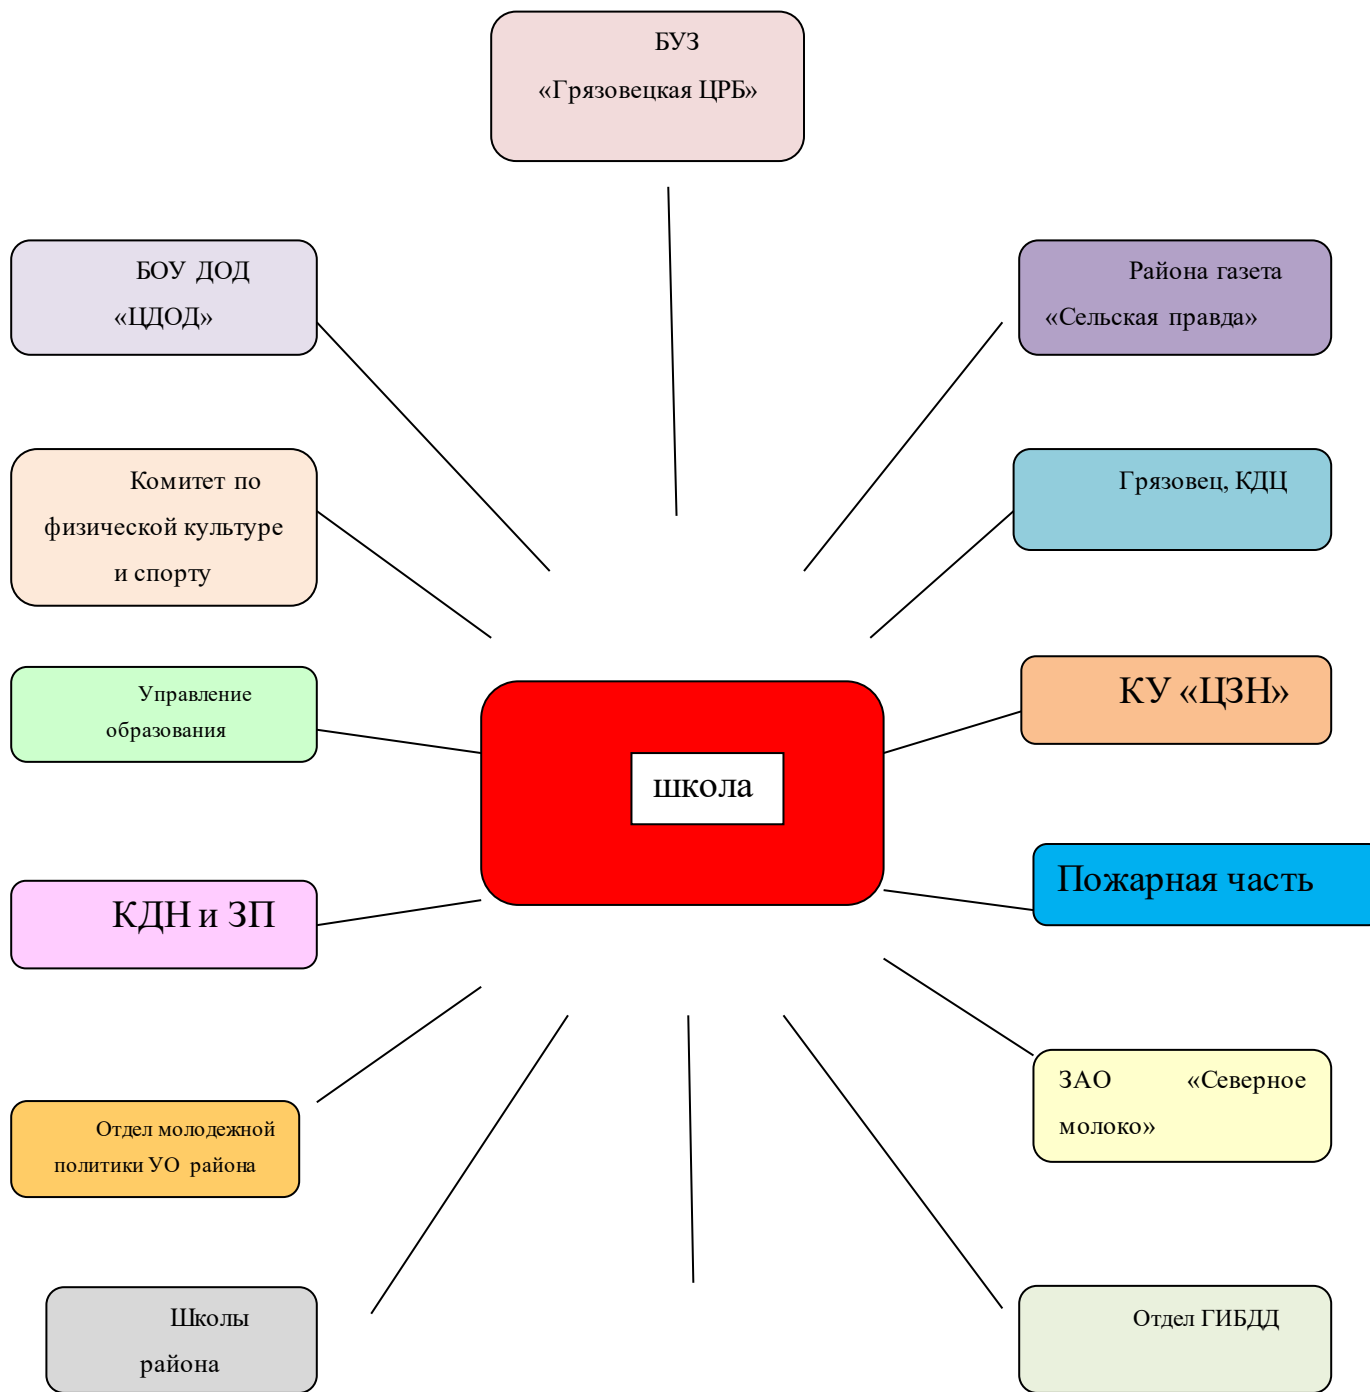 БУЗ
«Грязовецкая ЦРБ»
БОУ ДОД
«ЦДОД»
Района газета
«Сельская правда»
Комитет по
физической культуре
и спорту
Грязовец, КДЦ
Управление
образования
КУ «ЦЗН»
школа
КДН и ЗП
Пожарная часть
Отдел молодежной
политики УО района
ЗАО «Северное
молоко»
Школы
района
Отдел ГИБДД